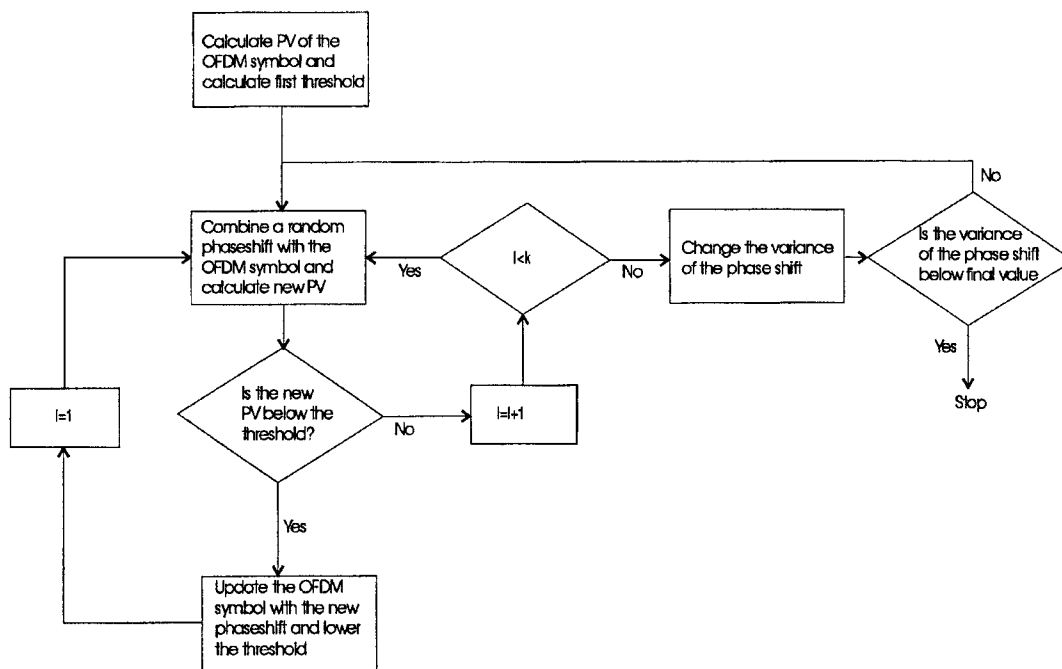 Calculate PV of the
OFDM symbol and
calculate first threshold
No
Combine a random
phaseshift with the
OFDM symbol and
calculate new PV
Yes
I<k
No
Change the variance
of the phase shift
Is the variance
of the phase shift
below final value
Yes
Stop
I=1
Is the new
PV below the
threshold?
No
I=I+1
Yes
Update the OFDM
symbol with the new
phaseshift and lower
the threshold